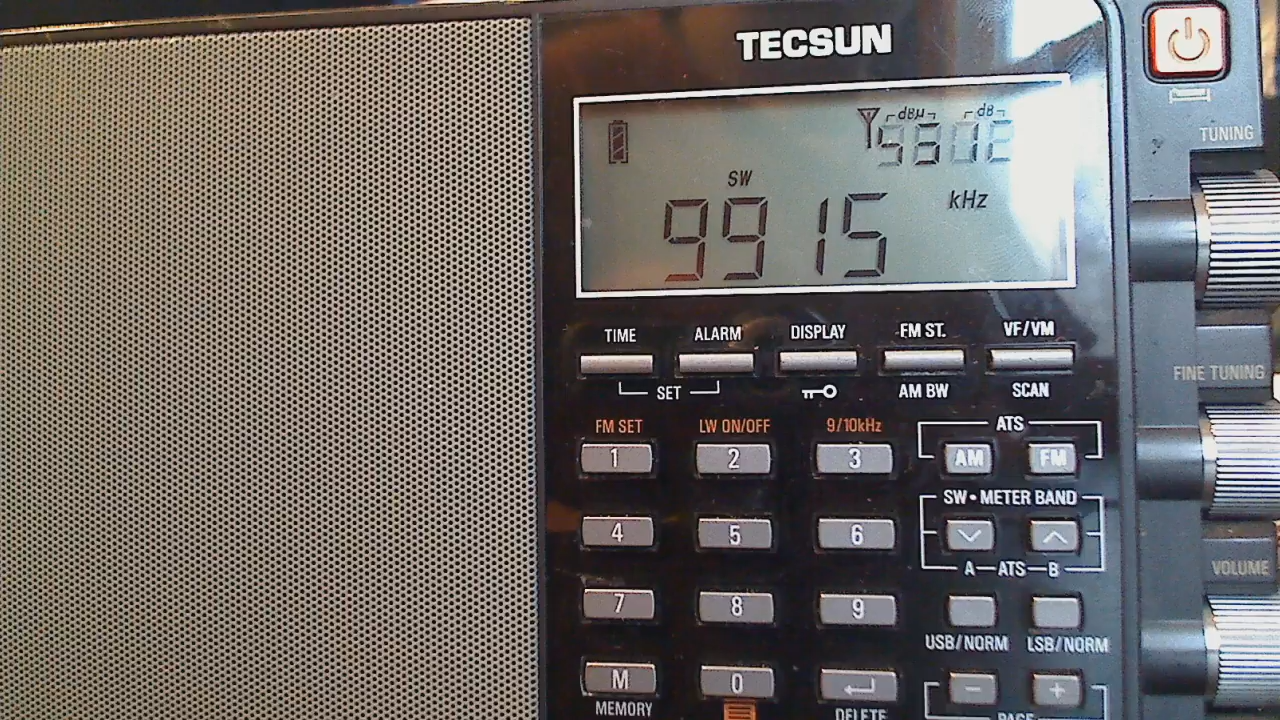 TECSUN
dBµ dB
SW
9915 kHz
TUNING
TIME ALARM DISPLAY FM ST. VF/VM
SET AM BW SCAN
FINE TUNING
FM SET LW ON/OFF 9/10kHz ATS
1 2 3 AM FM
SW•METER BAND
4 5 6
A—ATS—B
VOLUME
7 8 9
USB/NORM LSB/NORM
M 0 - +
MEMORY DELETE PAGE